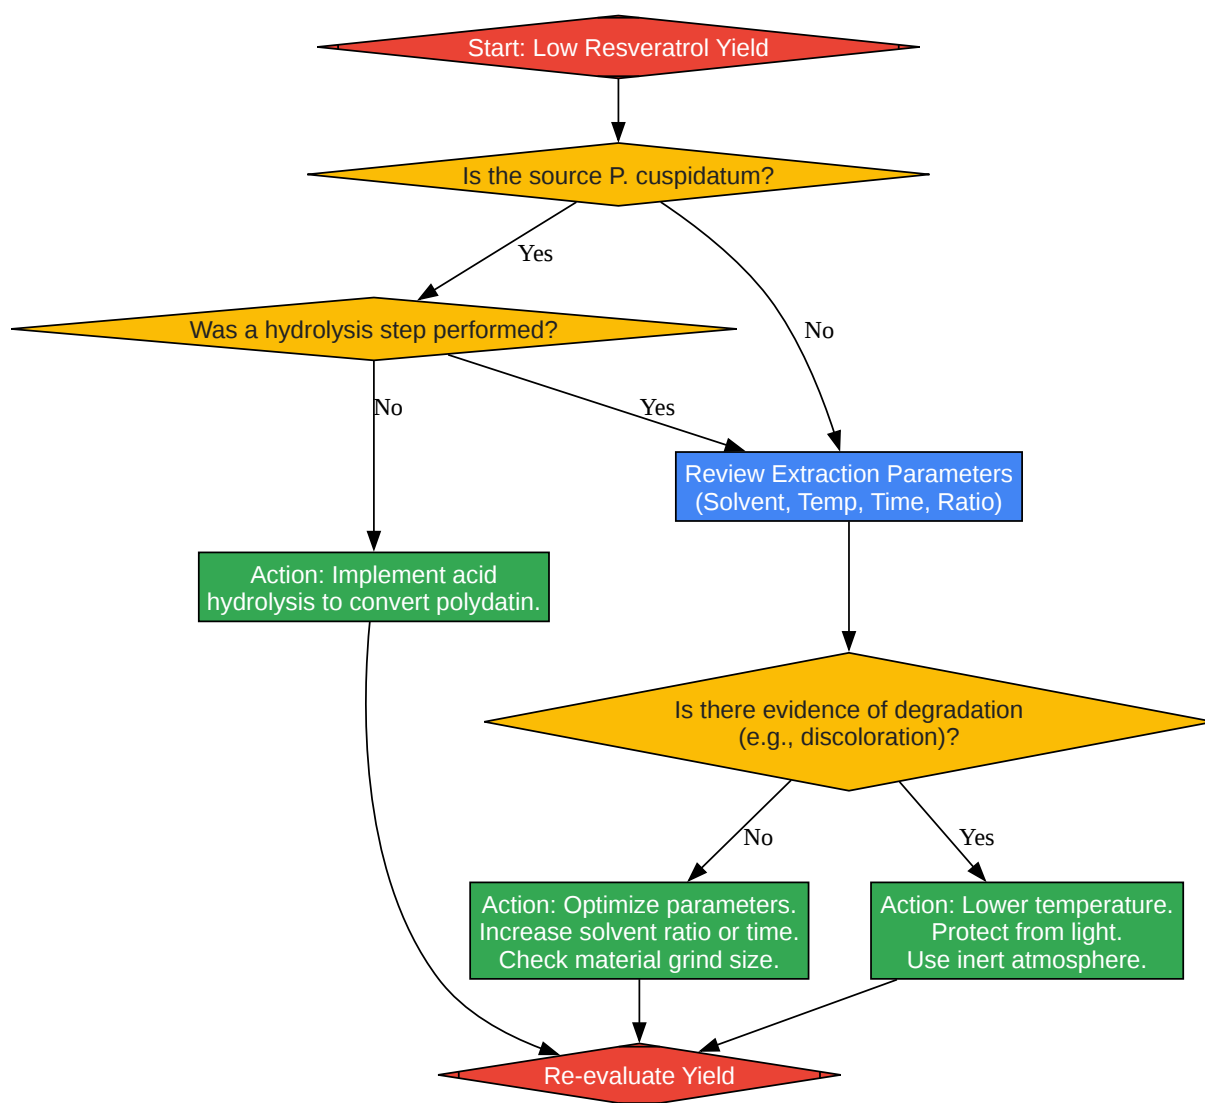 Start: Low Resveratrol Yield
Is the source P. cuspidatum?
Yes
Was a hydrolysis step performed?
No
No
Yes
Review Extraction Parameters
(Solvent, Temp, Time, Ratio)
Action: Implement acid
hydrolysis to convert polydatin.
Is there evidence of degradation
(e.g., discoloration)?
No
Yes
Action: Optimize parameters.
Increase solvent ratio or time.
Check material grind size.
Action: Lower temperature.
Protect from light.
Use inert atmosphere.
Re-evaluate Yield